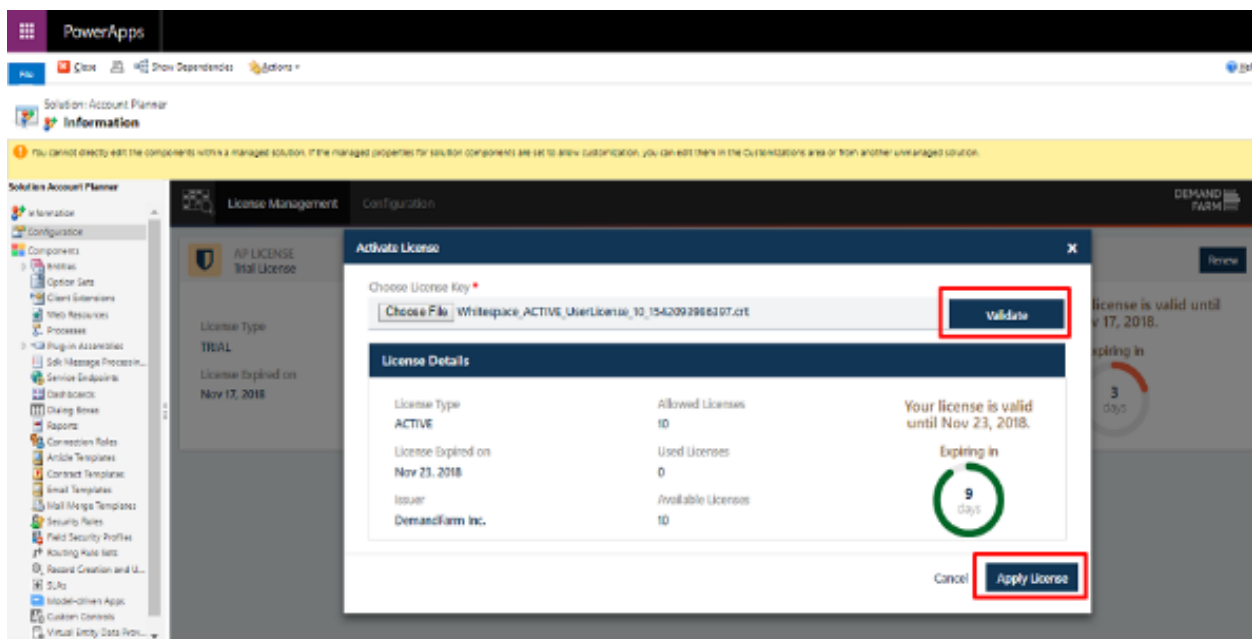 PowerApps
File
Close
Show Dependencies
Actions
Solution: Account Planner
Information
You cannot directly edit the components within a managed solution. If the managed properties for solution components are set to allow customization, you can edit them in the Customizations area or from another unmanaged solution.
Solution Account Planner
Information
Configuration
Components
Entities
Option Sets
Client Extensions
Web Resources
Processes
Plug-in Assemblies
Sdk Message Processin...
Service Endpoints
Dashboards
Dialog Boxes
Reports
Connection Roles
Article Templates
Contract Templates
Email Templates
Mail Merge Templates
Security Roles
Field Security Profiles
Routing Rule Sets
Record Creation and U...
SLAs
Model-driven Apps
Custom Controls
Virtual Entity Data Prov...
License Management
Configuration
DEMAND
FARM
AP LICENSE
Trial License
Renew
License Type
TRIAL
License Expired on
Nov 17, 2018
license is valid until
v 17, 2018.
xpiring in
3
days
Activate License
x
Choose License Key *
Choose File Whitespace_ACTIVE_UserLicense_10_1542093986397.crt
Validate
License Details
License Type
ACTIVE
Allowed Licenses
10
License Expired on
Nov 23, 2018
Used Licenses
0
Issuer
DemandFarm Inc.
Available Licenses
10
Your license is valid
until Nov 23, 2018.
Expiring in
9
days
Cancel
Apply License